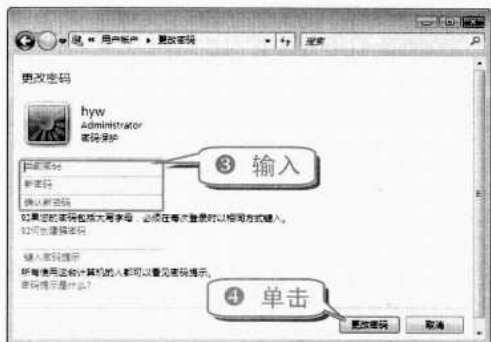 « 用户帐户 ▸ 更改密码
搜索
更改密码
hyw
Administrator
密码保护
当前密码
新密码
确认新密码
❸ 输入
如果您的密码包括大写字母，必须在每次登录时以相同方式键入。
如何创建强密码
键入密码提示
所有使用这台计算机的人都可以看见密码提示。
密码提示是什么?
❹ 单击
更改密码
取消